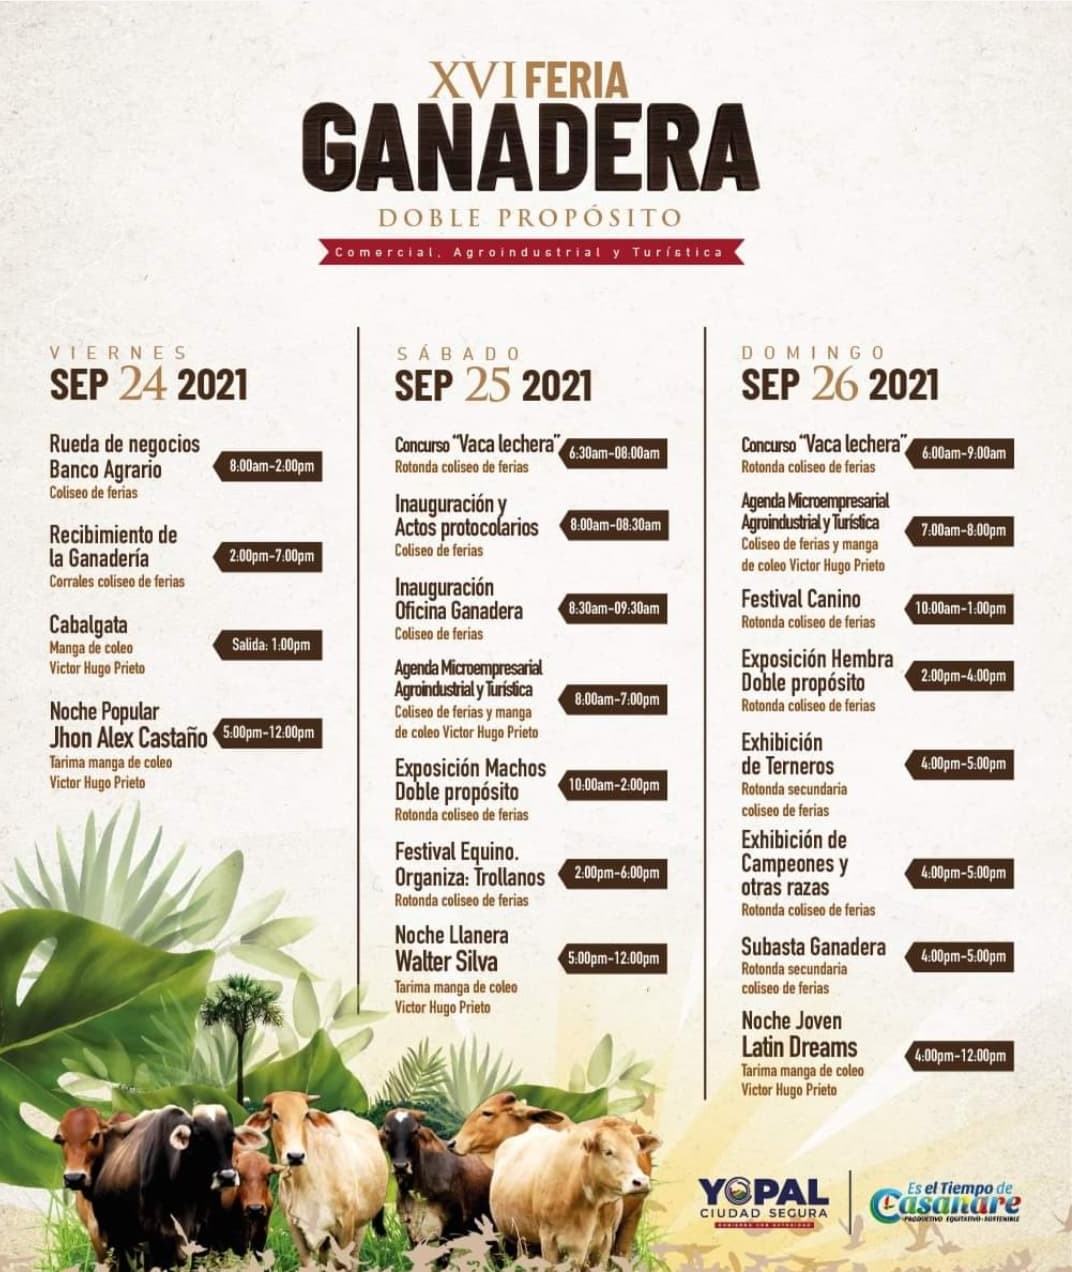 XVI FERIA
GANADERA
DOBLE PROPÓSITO
Comercial, Agroindustrial y Turística
VIERNES
SEP 24 2021
Rueda de negocios
Banco Agrario
Coliseo de ferias
8:00am-2:00pm
Recibimiento de
la Ganadería
Corrales coliseo de ferias
2:00pm-7:00pm
Cabalgata
Manga de coleo
Victor Hugo Prieto
Salida: 1:00pm
Noche Popular
Jhon Alex Castaño
Tarima manga de coleo
Victor Hugo Prieto
5:00pm-12:00pm
SÁBADO
SEP 25 2021
Concurso "Vaca lechera"
Rotonda coliseo de ferias
6:30am-08:00am
Inauguración y
Actos protocolarios
Coliseo de ferias
8:00am-08:30am
Inauguración
Oficina Ganadera
Coliseo de ferias
8:30am-09:30am
Agenda Microempresarial
Agroindustrial y Turística
Coliseo de ferias y manga
de coleo Victor Hugo Prieto
8:00am-7:00pm
Exposición Machos
Doble propósito
Rotonda coliseo de ferias
10:00am-2:00pm
Festival Equino.
Organiza: Trollanos
Rotonda coliseo de ferias
2:00pm-6:00pm
Noche Llanera
Walter Silva
Tarima manga de coleo
Victor Hugo Prieto
5:00pm-12:00pm
DOMINGO
SEP 26 2021
Concurso "Vaca lechera"
Rotonda coliseo de ferias
6:00am-9:00am
Agenda Microempresarial
Agroindustrial y Turística
Coliseo de ferias y manga
de coleo Victor Hugo Prieto
7:00am-8:00pm
Festival Canino
Rotonda coliseo de ferias
10:00am-1:00pm
Exposición Hembra
Doble propósito
Rotonda coliseo de ferias
2:00pm-4:00pm
Exhibición
de Terneros
Rotonda secundaria
coliseo de ferias
4:00pm-5:00pm
Exhibición de
Campeones y
otras razas
Rotonda coliseo de ferias
4:00pm-5:00pm
Subasta Ganadera
Rotonda secundaria
coliseo de ferias
4:00pm-5:00pm
Noche Joven
Latin Dreams
Tarima manga de coleo
Victor Hugo Prieto
4:00pm-12:00pm
YOPAL
CIUDAD SEGURA
Es el Tiempo de
Casanare
PRODUCTIVO EQUITATIVO-SOSTENIBLE